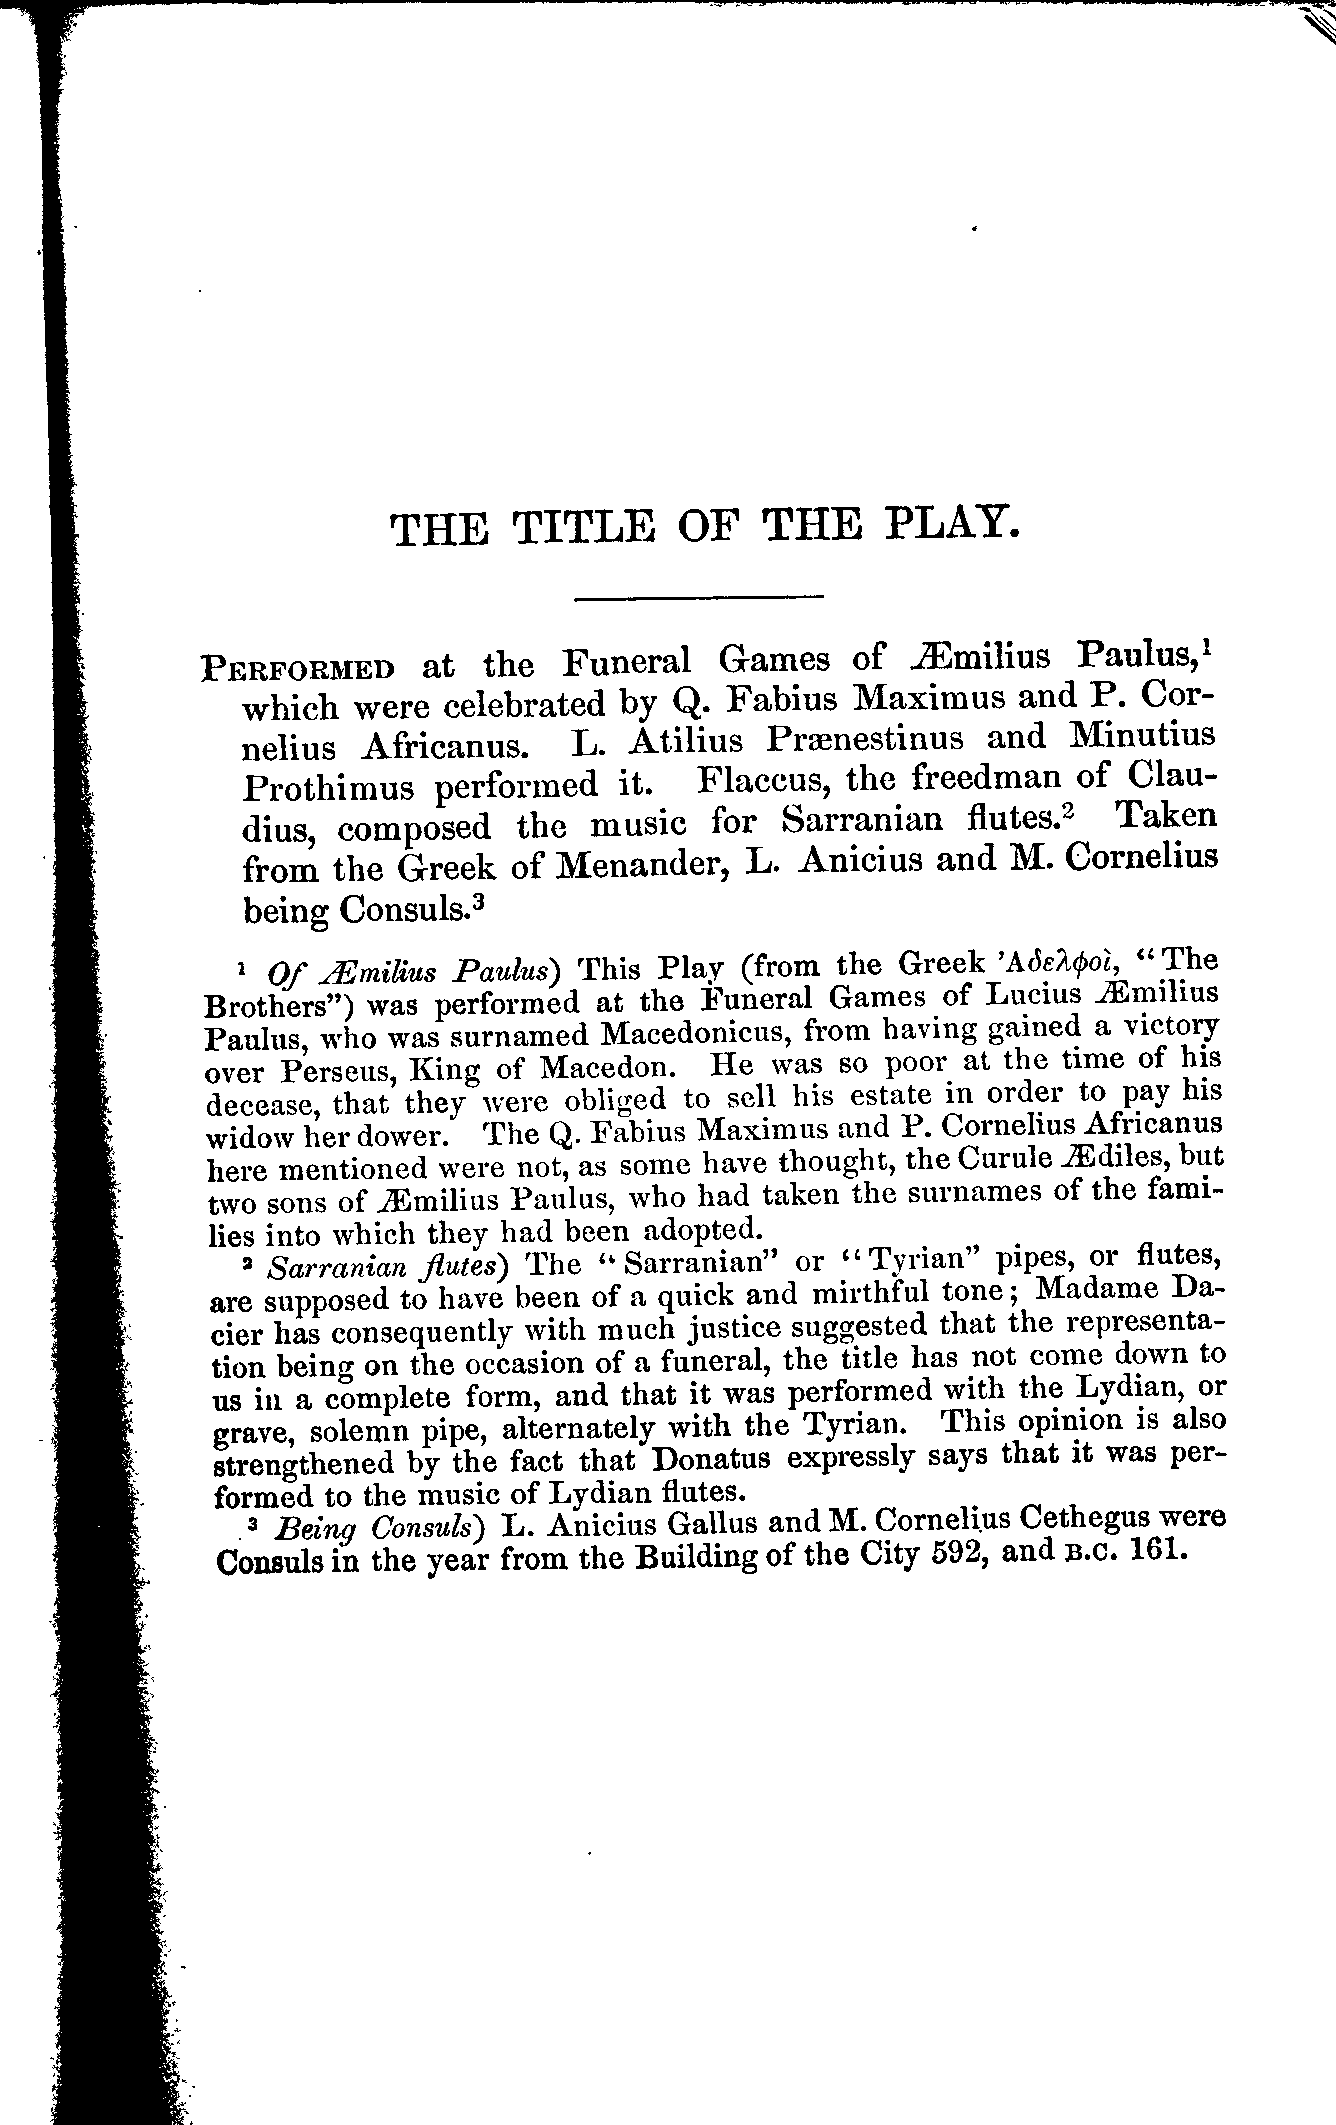 THE TITLE OF THE PLAY.
PERFORMED at the Funeral Games of Æmilius Paulus,¹
which were celebrated by Q. Fabius Maximus and P. Cor-
nelius Africanus. L. Atilius Prænestinus and Minutius
Prothimus performed it. Flaccus, the freedman of Clau-
dius, composed the music for Sarranian flutes.² Taken
from the Greek of Menander, L. Anicius and M. Cornelius
being Consuls.³
¹ Of Æmilius Paulus) This Play (from the Greek 'Αδελφοὶ, “The
Brothers”) was performed at the Funeral Games of Lucius Æmilius
Paulus, who was surnamed Macedonicus, from having gained a victory
over Perseus, King of Macedon. He was so poor at the time of his
decease, that they were obliged to sell his estate in order to pay his
widow her dower. The Q. Fabius Maximus and P. Cornelius Africanus
here mentioned were not, as some have thought, the Curule Ædiles, but
two sons of Æmilius Paulus, who had taken the surnames of the fami-
lies into which they had been adopted.
² Sarranian flutes) The “Sarranian” or “Tyrian” pipes, or flutes,
are supposed to have been of a quick and mirthful tone; Madame Da-
cier has consequently with much justice suggested that the representa-
tion being on the occasion of a funeral, the title has not come down to
us in a complete form, and that it was performed with the Lydian, or
grave, solemn pipe, alternately with the Tyrian. This opinion is also
strengthened by the fact that Donatus expressly says that it was per-
formed to the music of Lydian flutes.
³ Being Consuls) L. Anicius Gallus and M. Cornelius Cethegus were
Consuls in the year from the Building of the City 592, and B.C. 161.